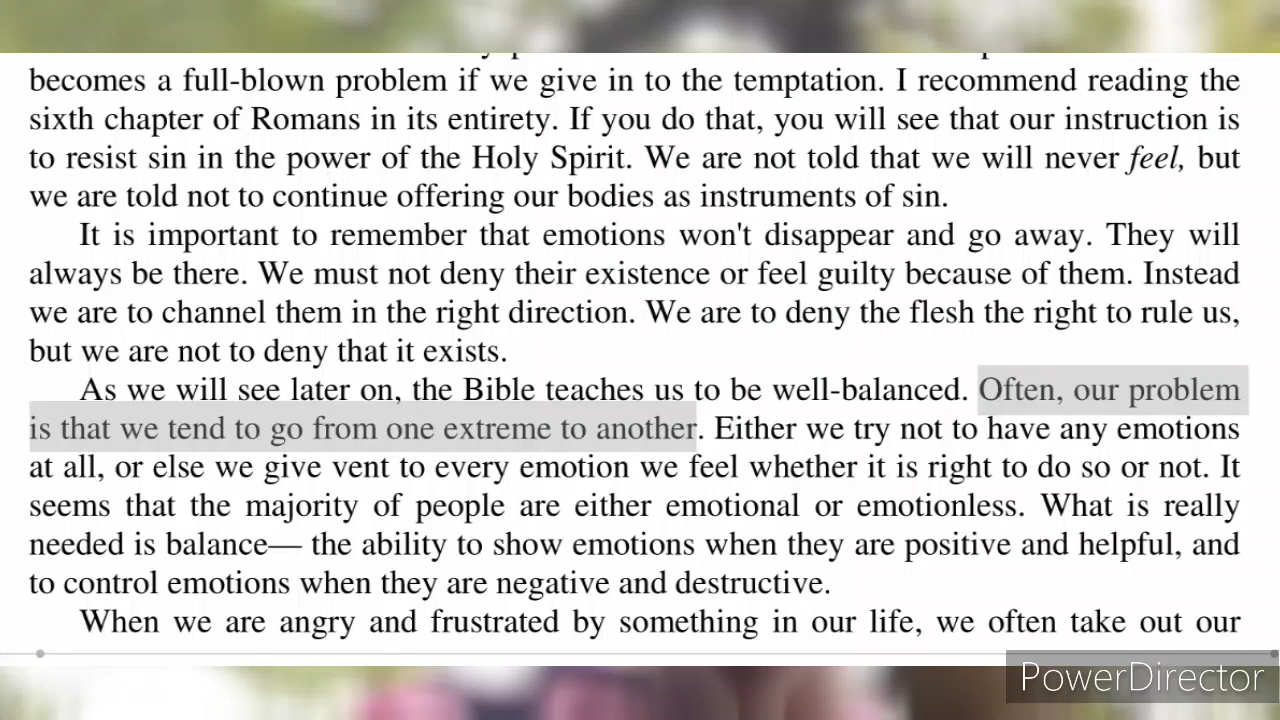 becomes a full-blown problem if we give in to the temptation. I recommend reading the
sixth chapter of Romans in its entirety. If you do that, you will see that our instruction is
to resist sin in the power of the Holy Spirit. We are not told that we will never feel, but
we are told not to continue offering our bodies as instruments of sin.
It is important to remember that emotions won't disappear and go away. They will
always be there. We must not deny their existence or feel guilty because of them. Instead
we are to channel them in the right direction. We are to deny the flesh the right to rule us,
but we are not to deny that it exists.
As we will see later on, the Bible teaches us to be well-balanced. Often, our problem
is that we tend to go from one extreme to another. Either we try not to have any emotions
at all, or else we give vent to every emotion we feel whether it is right to do so or not. It
seems that the majority of people are either emotional or emotionless. What is really
needed is balance— the ability to show emotions when they are positive and helpful, and
to control emotions when they are negative and destructive.
When we are angry and frustrated by something in our life, we often take out our
PowerDirector